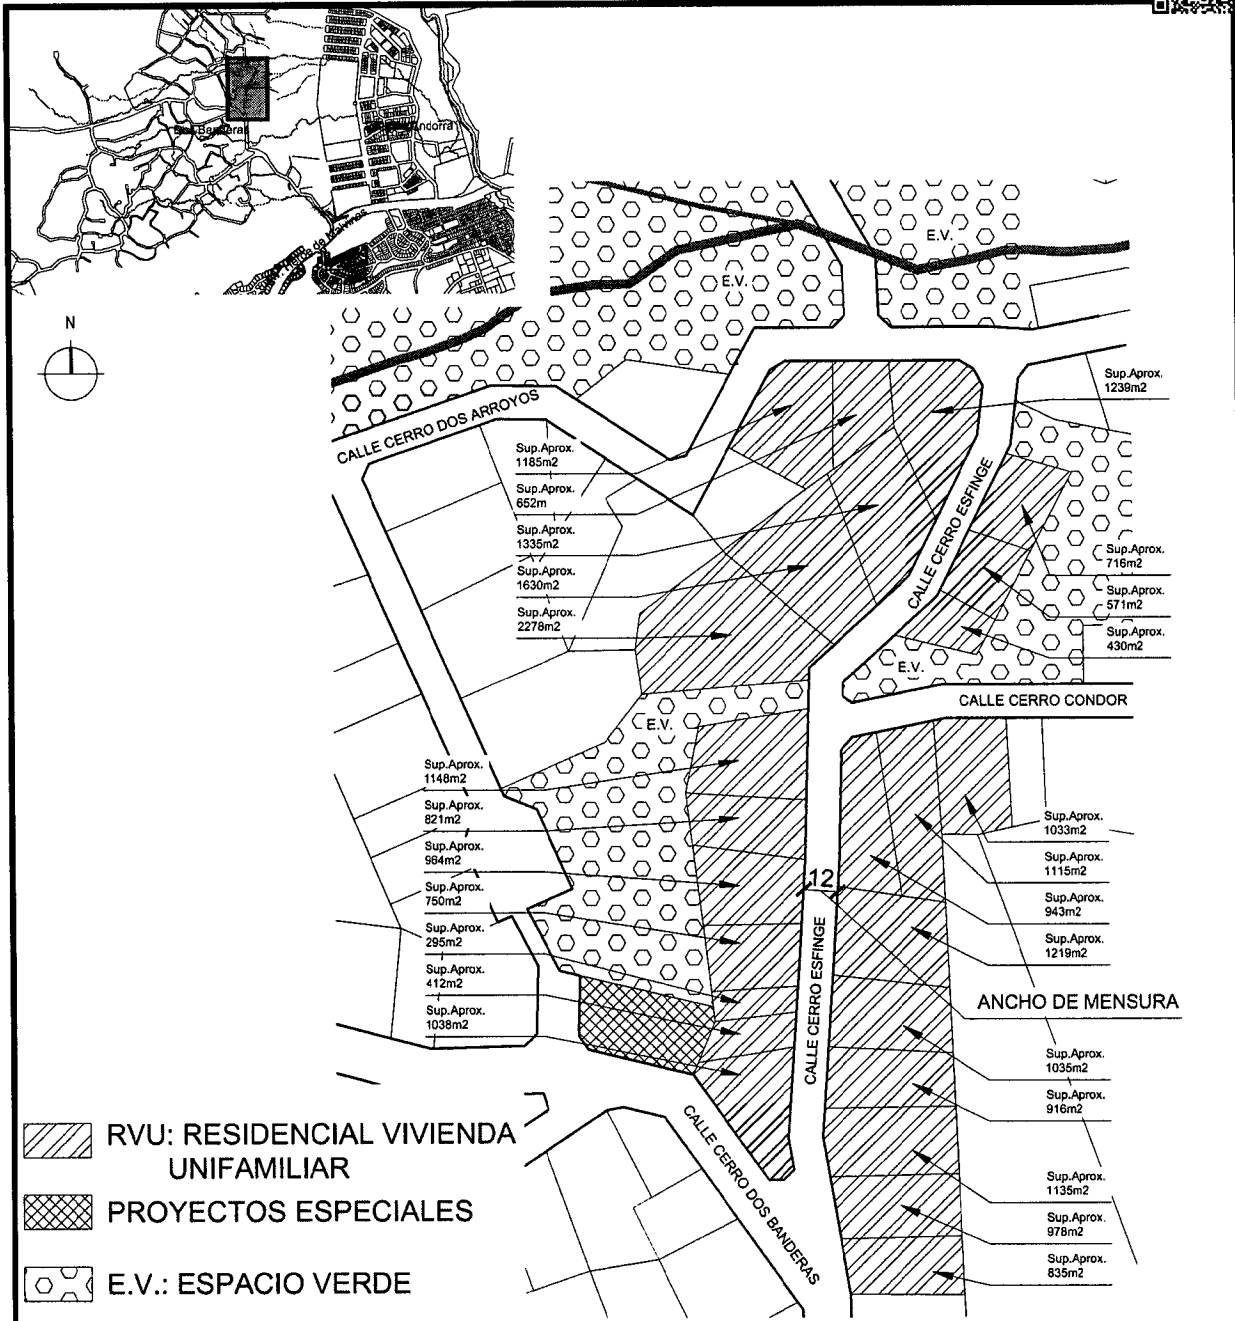 Dos Banderas
Andorra
N
E.V.
E.V.
CALLE CERRO DOS ARROYOS
Sup.Aprox.
1239m2
Sup.Aprox.
1185m2
Sup.Aprox.
652m
Sup.Aprox.
1335m2
Sup.Aprox.
1630m2
Sup.Aprox.
2278m2
CALLE CERRO ESFINGE
Sup.Aprox.
716m2
Sup.Aprox.
571m2
Sup.Aprox.
430m2
E.V.
CALLE CERRO CONDOR
E.V.
Sup.Aprox.
1148m2
Sup.Aprox.
821m2
Sup.Aprox.
984m2
Sup.Aprox.
750m2
Sup.Aprox.
295m2
Sup.Aprox.
412m2
Sup.Aprox.
1038m2
12
CALLE CERRO ESFINGE
Sup.Aprox.
1033m2
Sup.Aprox.
1115m2
Sup.Aprox.
943m2
Sup.Aprox.
1219m2
ANCHO DE MENSURA
Sup.Aprox.
1035m2
Sup.Aprox.
916m2
Sup.Aprox.
1135m2
Sup.Aprox.
978m2
Sup.Aprox.
835m2
CALLE CERRO DOS BANDERAS
RVU: RESIDENCIAL VIVIENDA
UNIFAMILIAR
PROYECTOS ESPECIALES
E.V.: ESPACIO VERDE